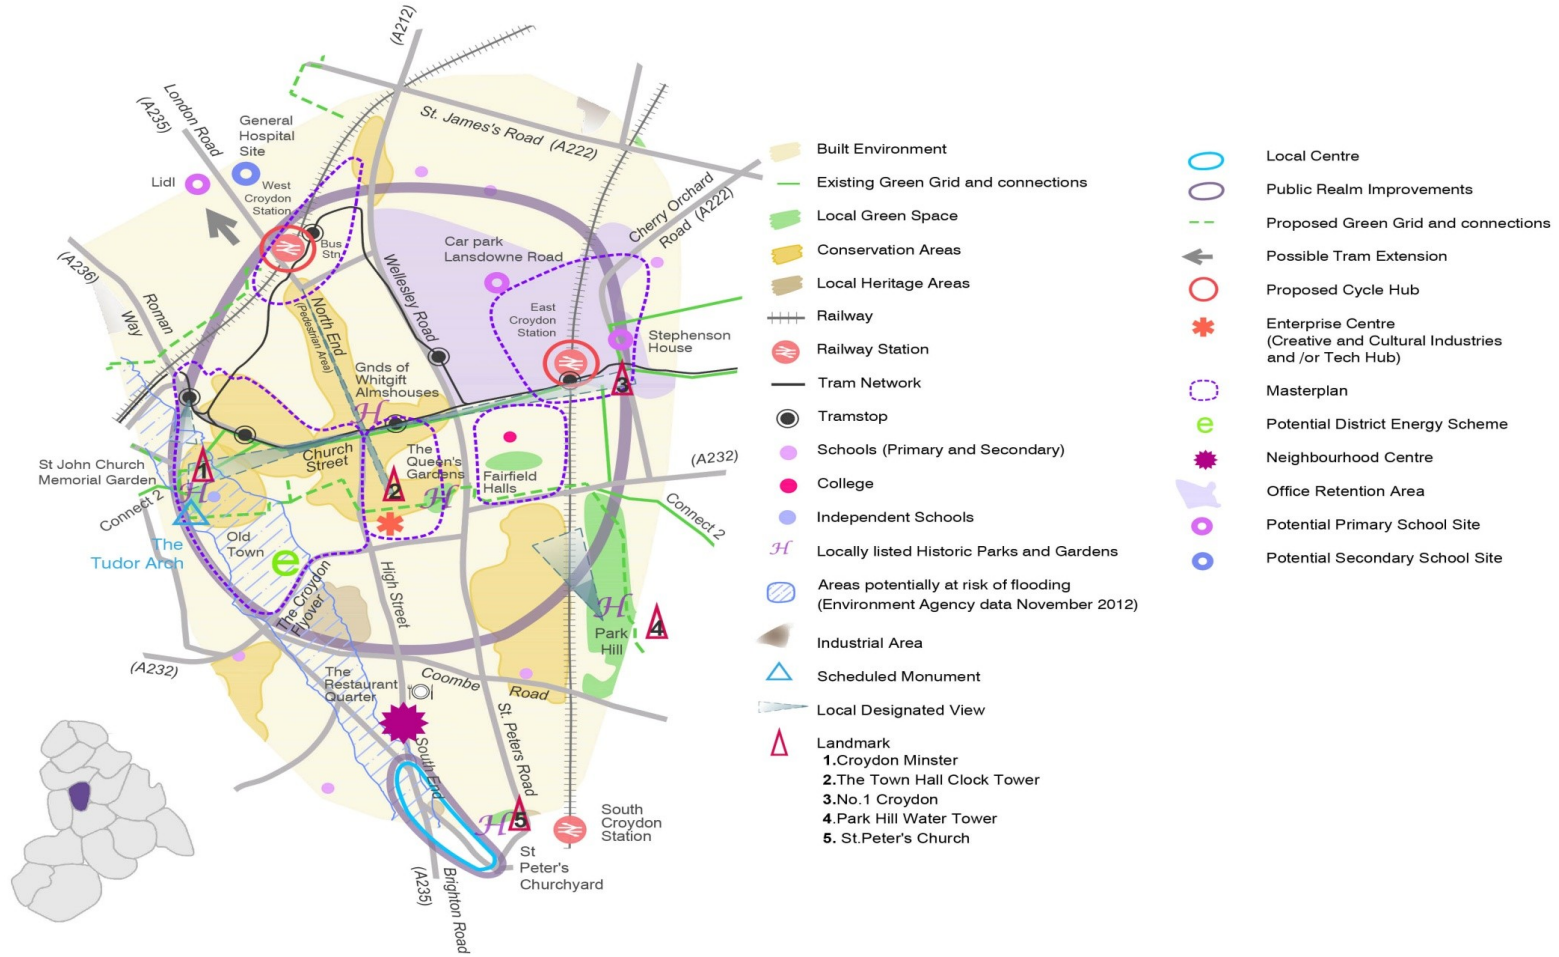 (A212)
London Road
(A235)
General
Hospital
Site
Lidl
West
Croydon
Station
Bus
Stn
St. James's Road (A222)
Cherry Orchard
Road (A222)
Car park
Lansdowne Road
(A236)
Roman
Way
North End
(Pedestrian Area)
Wellesley Road
East
Croydon
Station
Stephenson
House
Gnds of
Whitgift
Almshouses
H
3
St John Church
Memorial Garden
1
H
Church
Street
The
Queen's
Gardens
2
H
Fairfield
Halls
(A232)
Connect 2
Connect 2
The
Tudor Arch
Old
Town
e
The Croydon
Flyover
High Street
H
Park
Hill
4
(A232)
The
Restaurant
Quarter
Coombe
Road
St. Peters Road
South End
H
5
South
Croydon
Station
St
Peter's
Churchyard
(A235)
Brighton Road
Built Environment
Existing Green Grid and connections
Local Green Space
Conservation Areas
Local Heritage Areas
Railway
Railway Station
Tram Network
Tramstop
Schools (Primary and Secondary)
College
Independent Schools
H Locally listed Historic Parks and Gardens
Areas potentially at risk of flooding
(Environment Agency data November 2012)
Industrial Area
Scheduled Monument
Local Designated View
Landmark
1.Croydon Minster
2.The Town Hall Clock Tower
3.No.1 Croydon
4.Park Hill Water Tower
5. St.Peter's Church
Local Centre
Public Realm Improvements
Proposed Green Grid and connections
Possible Tram Extension
Proposed Cycle Hub
Enterprise Centre
(Creative and Cultural Industries
and /or Tech Hub)
Masterplan
e Potential District Energy Scheme
Neighbourhood Centre
Office Retention Area
Potential Primary School Site
Potential Secondary School Site